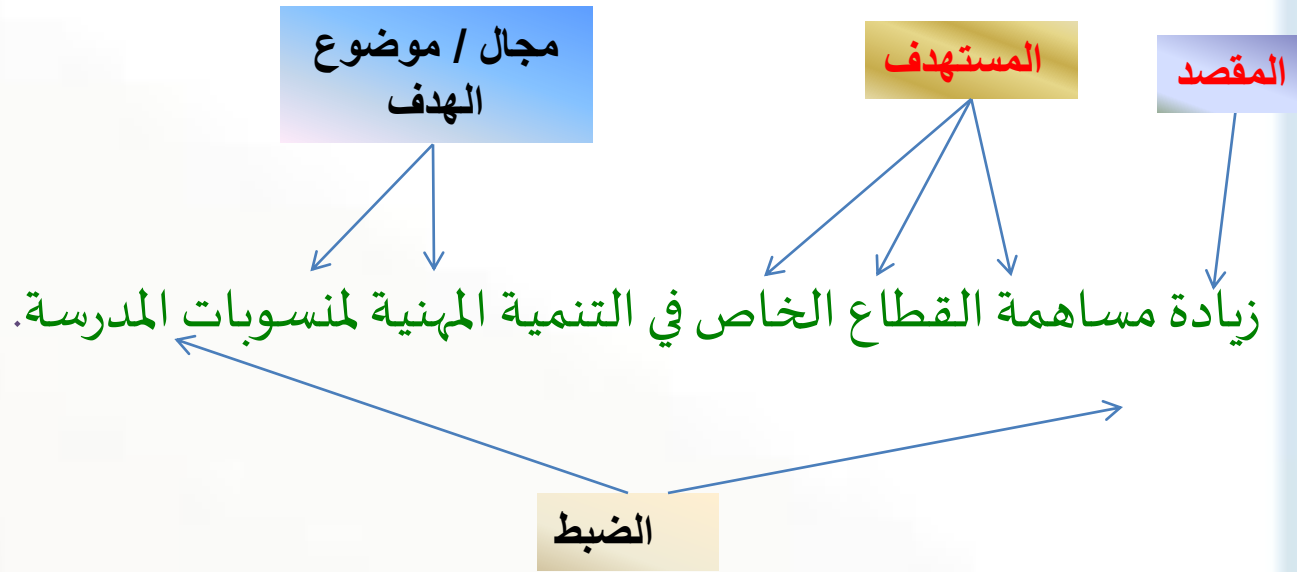 المقصد
المستهدف
مجال / موضوع
الهدف
زيادة مساهمة القطاع الخاص في التنمية المهنية لمنسوبات المدرسة.
الضبط